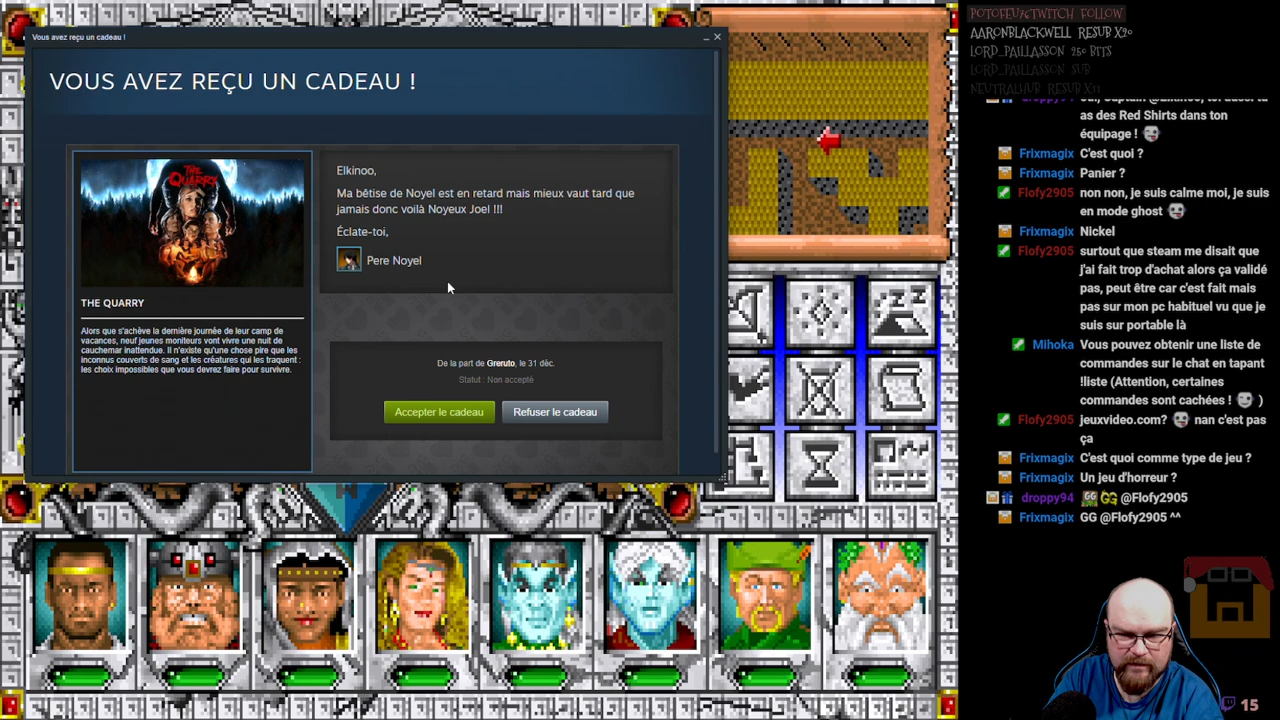 Vous avez reçu un cadeau !
VOUS AVEZ REÇU UN CADEAU !
THE QUARRY
THE QUARRY
Alors que s'achève la dernière journée de leur camp de
vacances, neuf jeunes moniteurs vont vivre une nuit de
cauchemar inattendue. Il n'existe qu'une chose pire que les
inconnus couverts de sang et les créatures qui les traquent :
les choix impossibles que vous devrez faire pour survivre.
Elkinoo,
Ma bêtise de Noyel est en retard mais mieux vaut tard que
jamais donc voilà Noyeux Joel !!!
Éclate-toi,
Pere Noyel
De la part de Greruto, le 31 déc.
Statut : Non accepté
Accepter le cadeau
Refuser le cadeau
POTOFEU76TWITCH FOLLOW
AARONBLACKWELL RESUB X20
LORD_PAILLASSON 250 BITS
LORD_PAILLASSON SUB
NEUTRALHUB RESUB X11
as des Red Shirts dans ton
équipage !
Frixmagix C'est quoi ?
Frixmagix Panier ?
Flofy2905 non non, je suis calme moi, je suis
en mode ghost
Frixmagix Nickel
Flofy2905 surtout que steam me disait que
j'ai fait trop d'achat alors ça validé
pas, peut être car c'est fait mais
pas sur mon pc habituel vu que je
suis sur portable là
Mihoka Vous pouvez obtenir une liste de
commandes sur le chat en tapant
!liste (Attention, certaines
commandes sont cachées ! )
Flofy2905 jeuxvideo.com? nan c'est pas
ça
Frixmagix C'est quoi comme type de jeu ?
Frixmagix Un jeu d'horreur ?
droppy94 GG GG @Flofy2905
Frixmagix GG @Flofy2905 ^^
15